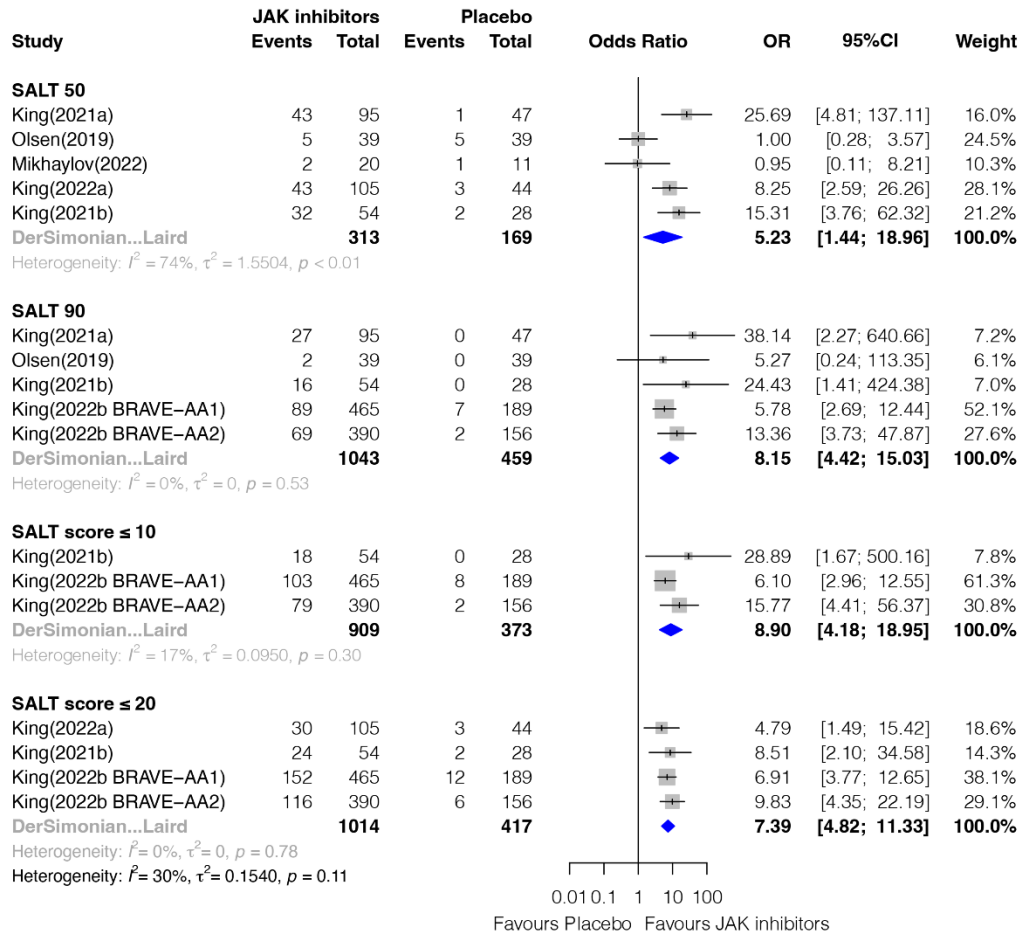 JAK inhibitors Placebo
Study Events Total Events Total Odds Ratio OR 95%CI Weight
SALT 50
King(2021a) 43 95 1 47 25.69 [4.81; 137.11] 16.0%
Olsen(2019) 5 39 5 39 1.00 [0.28; 3.57] 24.5%
Mikhaylov(2022) 2 20 1 11 0.95 [0.11; 8.21] 10.3%
King(2022a) 43 105 3 44 8.25 [2.59; 26.26] 28.1%
King(2021b) 32 54 2 28 15.31 [3.76; 62.32] 21.2%
DerSimonian...Laird 313 169 5.23 [1.44; 18.96] 100.0%
Heterogeneity: I² = 74%, τ² = 1.5504, p < 0.01
SALT 90
King(2021a) 27 95 0 47 38.14 [2.27; 640.66] 7.2%
Olsen(2019) 2 39 0 39 5.27 [0.24; 113.35] 6.1%
King(2021b) 16 54 0 28 24.43 [1.41; 424.38] 7.0%
King(2022b BRAVE−AA1) 89 465 7 189 5.78 [2.69; 12.44] 52.1%
King(2022b BRAVE−AA2) 69 390 2 156 13.36 [3.73; 47.87] 27.6%
DerSimonian...Laird 1043 459 8.15 [4.42; 15.03] 100.0%
Heterogeneity: I² = 0%, τ² = 0, p = 0.53
SALT score ≤ 10
King(2021b) 18 54 0 28 28.89 [1.67; 500.16] 7.8%
King(2022b BRAVE−AA1) 103 465 8 189 6.10 [2.96; 12.55] 61.3%
King(2022b BRAVE−AA2) 79 390 2 156 15.77 [4.41; 56.37] 30.8%
DerSimonian...Laird 909 373 8.90 [4.18; 18.95] 100.0%
Heterogeneity: I² = 17%, τ² = 0.0950, p = 0.30
SALT score ≤ 20
King(2022a) 30 105 3 44 4.79 [1.49; 15.42] 18.6%
King(2021b) 24 54 2 28 8.51 [2.10; 34.58] 14.3%
King(2022b BRAVE−AA1) 152 465 12 189 6.91 [3.77; 12.65] 38.1%
King(2022b BRAVE−AA2) 116 390 6 156 9.83 [4.35; 22.19] 29.1%
DerSimonian...Laird 1014 417 7.39 [4.82; 11.33] 100.0%
Heterogeneity: I²= 0%, τ²= 0, p = 0.78
Heterogeneity: I²= 30%, τ²= 0.1540, p = 0.11
0.01 0.1 1 10 100
Favours Placebo Favours JAK inhibitors